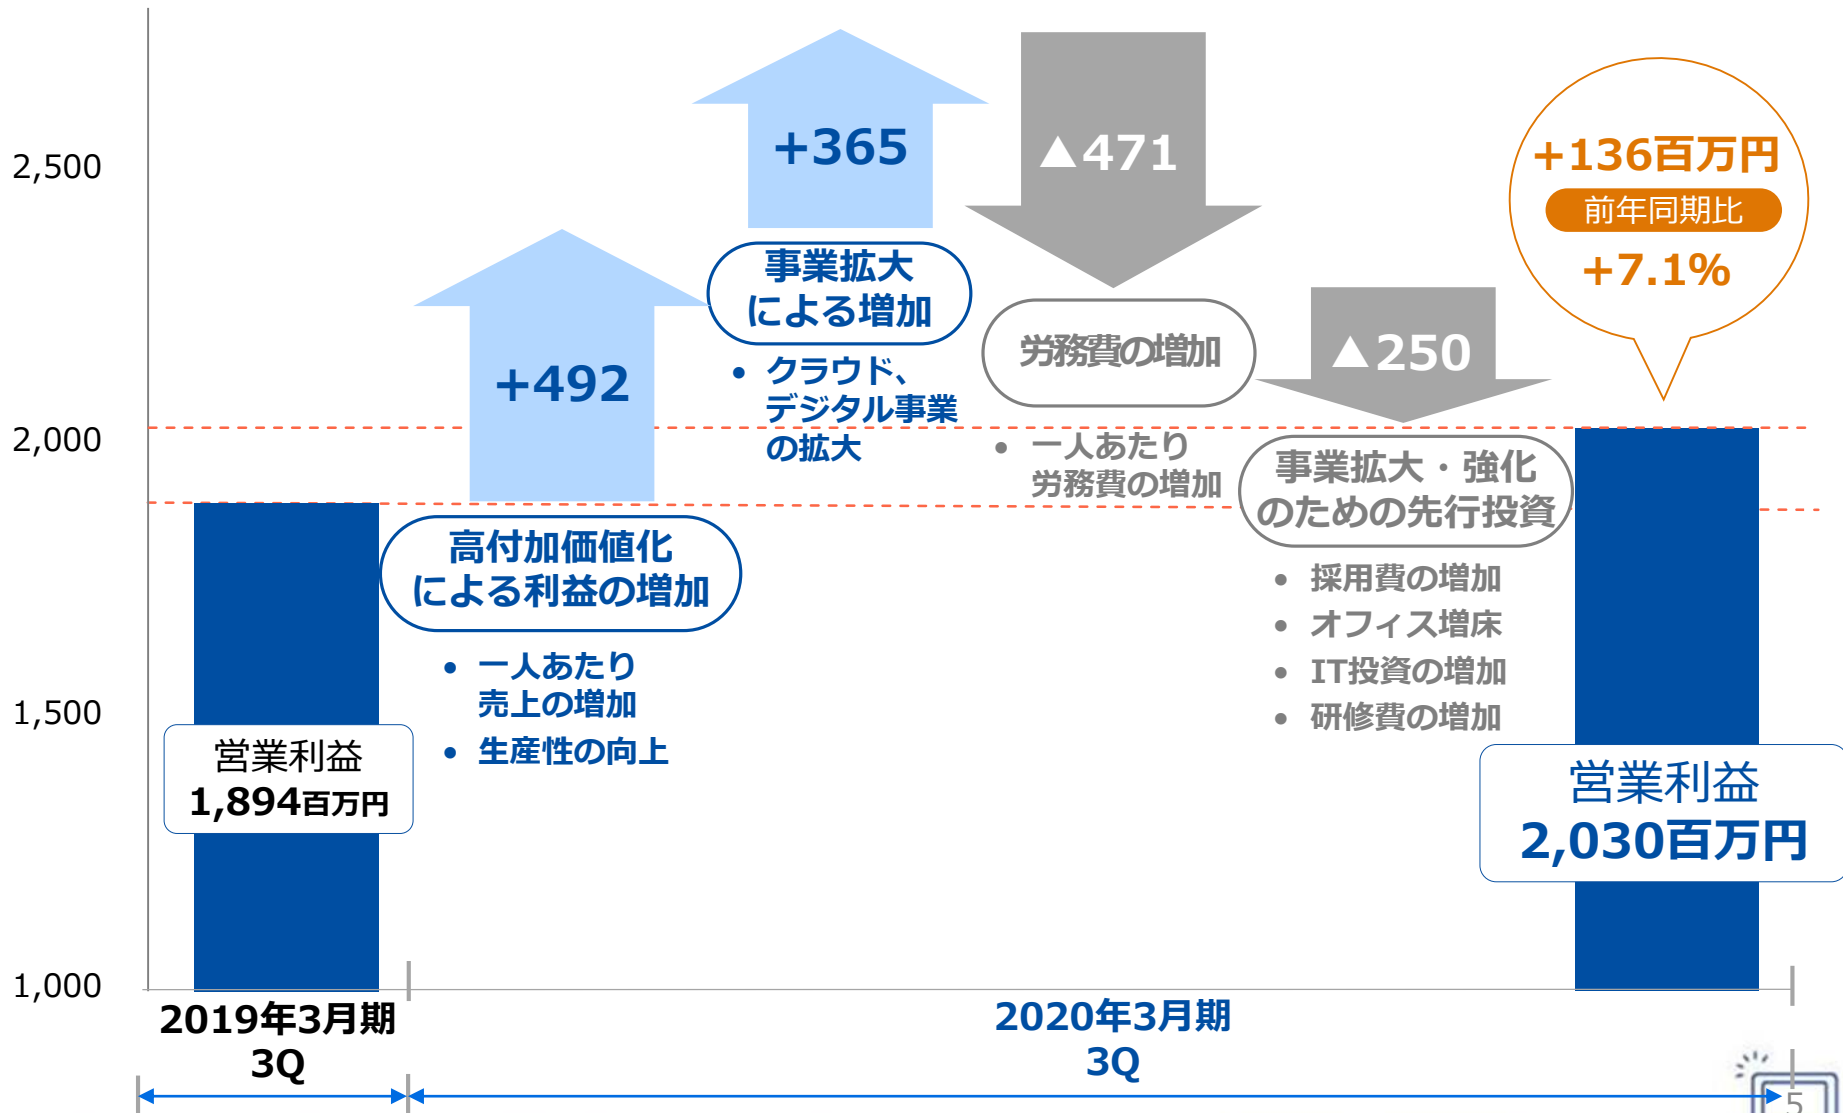 2,500
2,000
1,500
1,000
営業利益
1,894百万円
+492
高付加価値化
による利益の増加
• 一人あたり
売上の増加
• 生産性の向上
+365
事業拡大
による増加
• クラウド、
デジタル事業
の拡大
▲471
労務費の増加
• 一人あたり
労務費の増加
▲250
事業拡大・強化
のための先行投資
• 採用費の増加
• オフィス増床
• IT投資の増加
• 研修費の増加
+136百万円
前年同期比
+7.1%
営業利益
2,030百万円
2019年3月期
3Q
2020年3月期
3Q
5